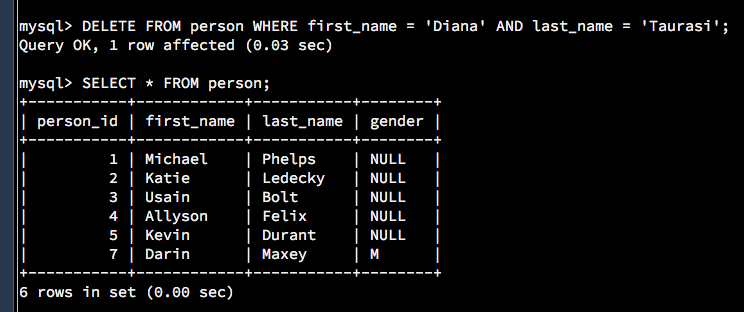 mysql> DELETE FROM person WHERE first_name = 'Diana' AND last_name = 'Taurasi';
Query OK, 1 row affected (0.03 sec)
mysql> SELECT * FROM person;
+-----------+------------+-----------+--------+
| person_id | first_name | last_name | gender |
+-----------+------------+-----------+--------+
|         1 | Michael    | Phelps    | NULL   |
|         2 | Katie      | Ledecky   | NULL   |
|         3 | Usain      | Bolt      | NULL   |
|         4 | Allyson    | Felix     | NULL   |
|         5 | Kevin      | Durant    | NULL   |
|         7 | Darin      | Maxey     | M      |
+-----------+------------+-----------+--------+
6 rows in set (0.00 sec)